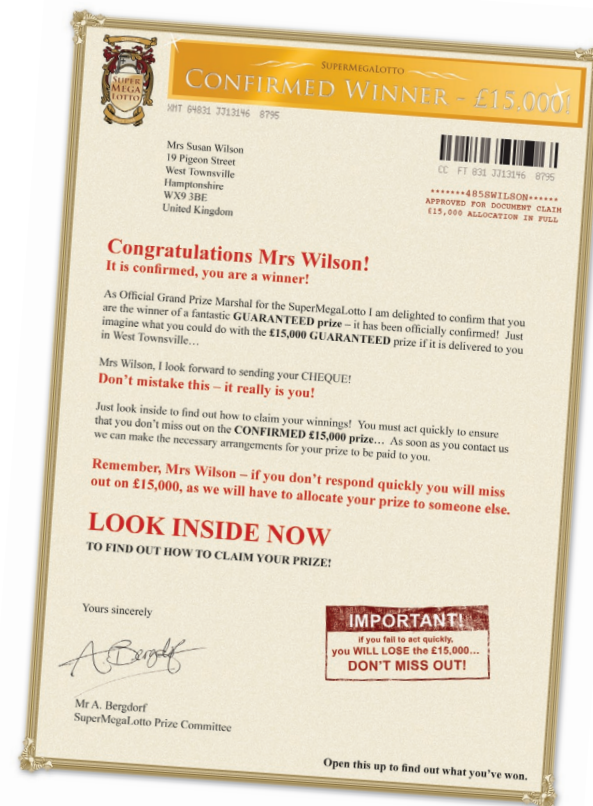 SUPER
MEGA
LOTTO
SUPERMEGALOTTO
CONFIRMED WINNER - £15,000!
XMT 64831 JJ13146 8795
Mrs Susan Wilson
19 Pigeon Street
West Townsville
Hamptonshire
WX9 3BE
United Kingdom
CC FT 831 JJ13146 8795
*******485SWILSON******
APPROVED FOR DOCUMENT CLAIM
£15,000 ALLOCATION IN FULL
Congratulations Mrs Wilson!
It is confirmed, you are a winner!
As Official Grand Prize Marshal for the SuperMegaLotto I am delighted to confirm that you
are the winner of a fantastic GUARANTEED prize – it has been officially confirmed! Just
imagine what you could do with the £15,000 GUARANTEED prize if it is delivered to you
in West Townsville…
Mrs Wilson, I look forward to sending your CHEQUE!
Don't mistake this – it really is you!
Just look inside to find out how to claim your winnings! You must act quickly to ensure
that you don't miss out on the CONFIRMED £15,000 prize… As soon as you contact us
we can make the necessary arrangements for your prize to be paid to you.
Remember, Mrs Wilson – if you don't respond quickly you will miss
out on £15,000, as we will have to allocate your prize to someone else.
LOOK INSIDE NOW
TO FIND OUT HOW TO CLAIM YOUR PRIZE!
Yours sincerely
A. Bergdorf
Mr A. Bergdorf
SuperMegaLotto Prize Committee
IMPORTANT!
if you fail to act quickly,
you WILL LOSE the £15,000…
DON'T MISS OUT!
Open this up to find out what you've won.